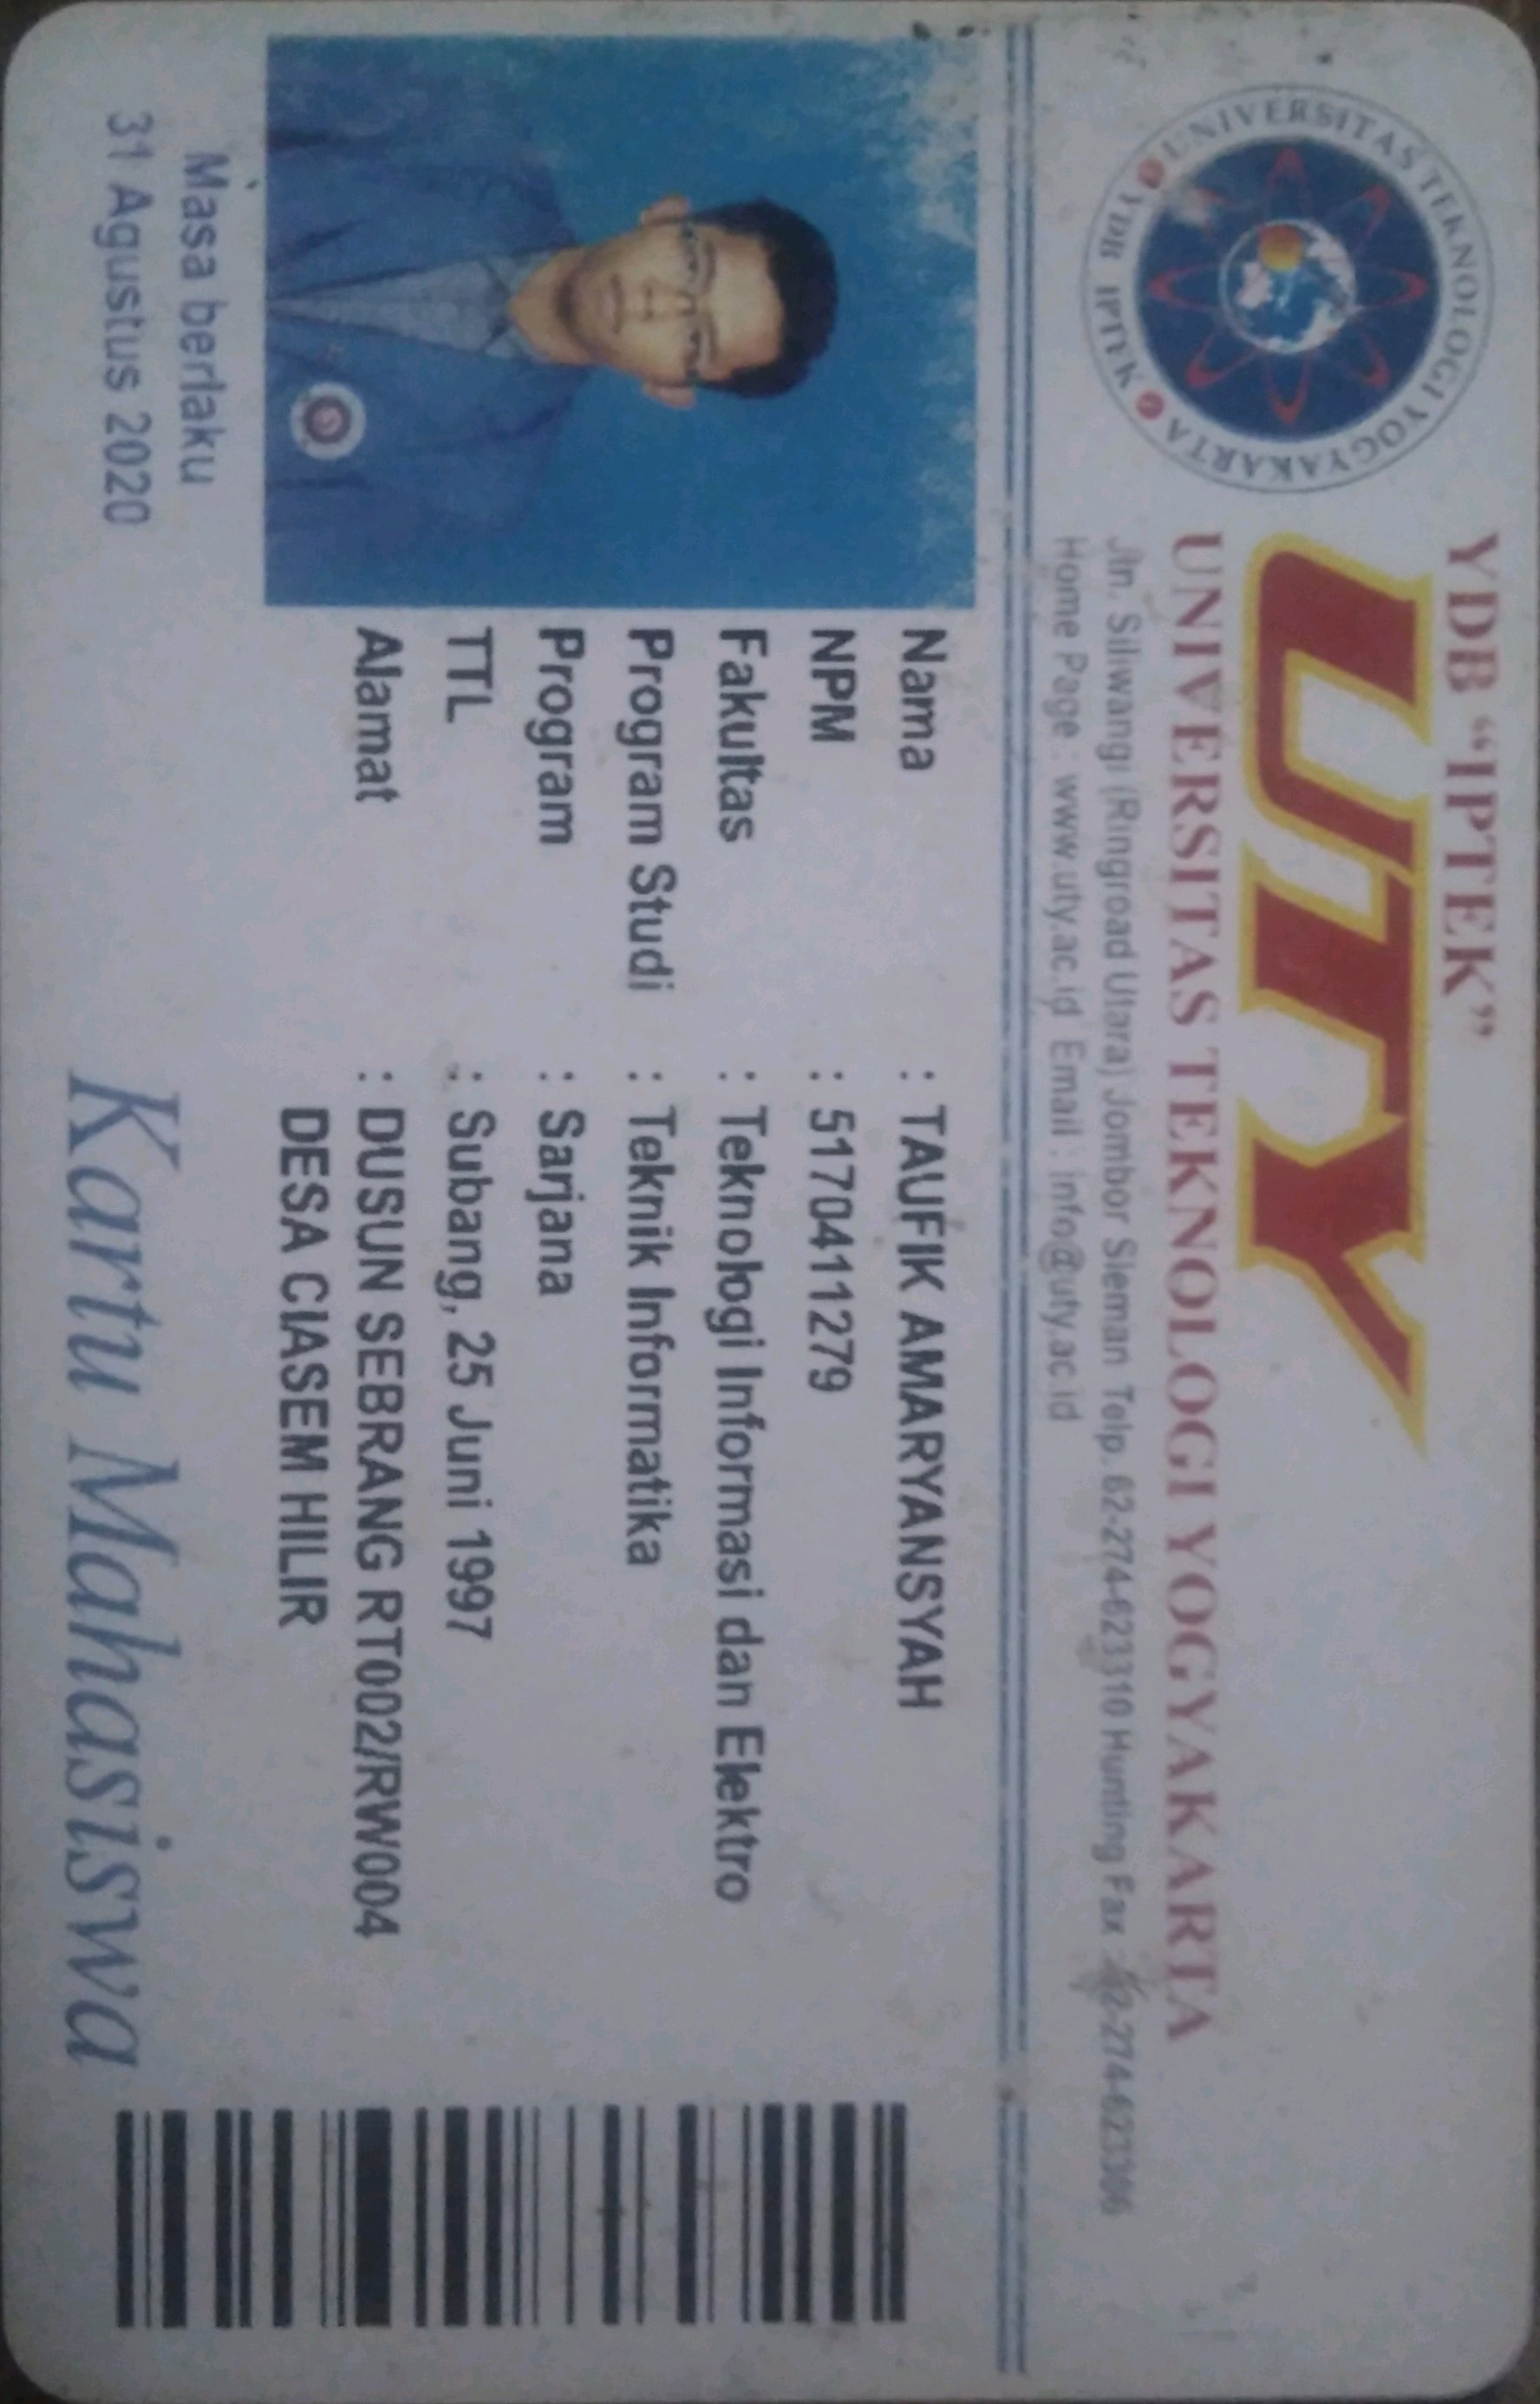 YDB “IPTEK”
UTY
UNIVERSITAS TEKNOLOGI YOGYAKARTA
Jln. Siliwangi (Ringroad Utara) Jombor Sleman Telp. 62-274-623310 Hunting Fax 62-274-623306
Home Page : www.uty.ac.id Email : info@uty.ac.id
UNIVERSITAS TEKNOLOGI YOGYAKARTA
YDB IPTEK
Nama : TAUFIK AMARYANSYAH
NPM : 5170411279
Fakultas : Teknologi Informasi dan Elektro
Program Studi : Teknik Informatika
Program : Sarjana
TTL : Subang, 25 Juni 1997
Alamat : DUSUN SEBRANG RT002/RW004
DESA CIASEM HILIR
Masa berlaku
31 Agustus 2020
Kartu Mahasiswa